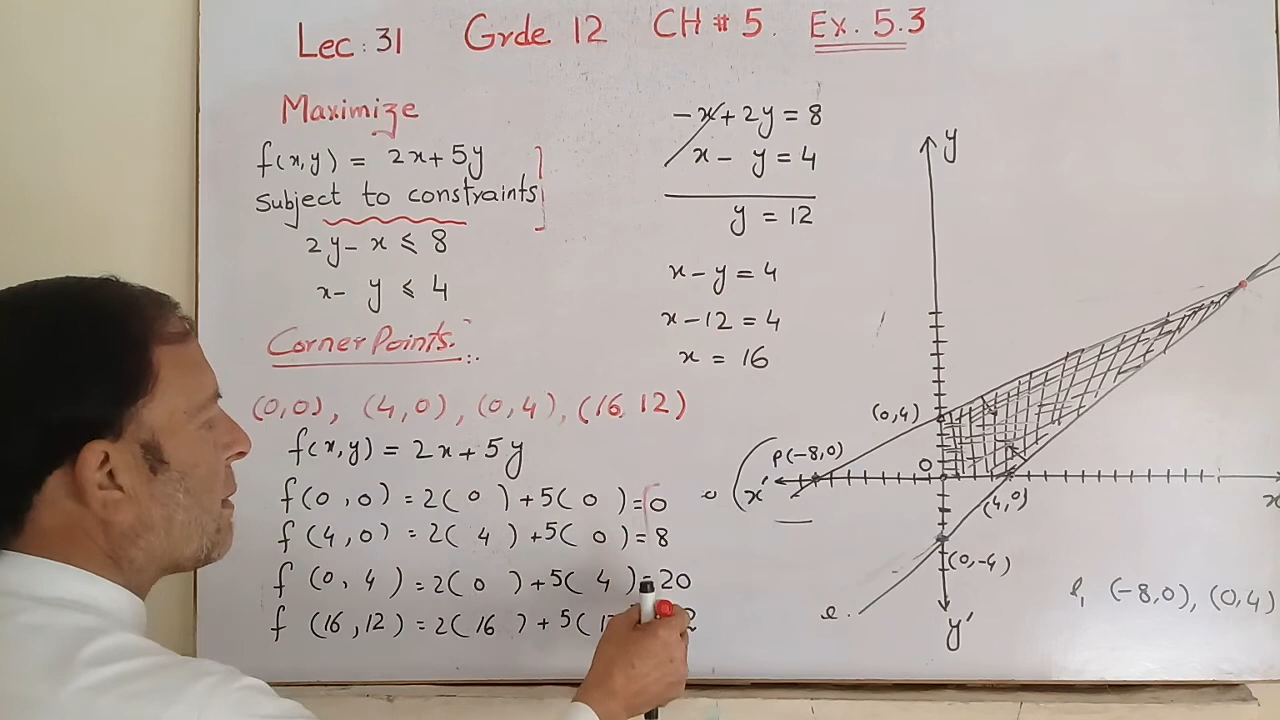 Lec: 31 Grde 12 CH # 5. Ex. 5.3
Maximize
f(x,y) = 2x+5y
Subject to constraints
2y- x ≤ 8
x- y ≤ 4
Corner Points:
(0,0), (4,0), (0,4), (16 12)
f(x,y) = 2x+5y
f(0,0) = 2(0) +5(0) = 0
f(4,0) = 2(4) +5(0) = 8
f(0,4) = 2(0) +5(4) = 20
f(16,12) = 2(16) + 5(
-x+2y = 8
x- y = 4
y = 12
x-y = 4
x-12 = 4
x = 16
y
(0,4)
P(-8,0)
0
x'
(4,0)
x
(0,-4)
y'
l, (-8,0), (0,4)